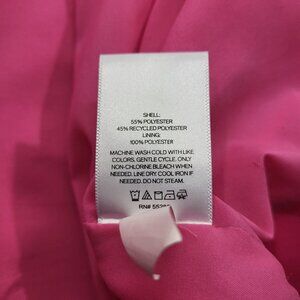 SHELL:
55% POLYESTER
45% RECYCLED POLYESTER
LINING:
100% POLYESTER
MACHINE WASH COLD WITH LIKE
COLORS. GENTLE CYCLE. ONLY
NON-CHLORINE BLEACH WHEN
NEEDED. LINE DRY. COOL IRON IF
NEEDED. DO NOT STEAM.
RN#